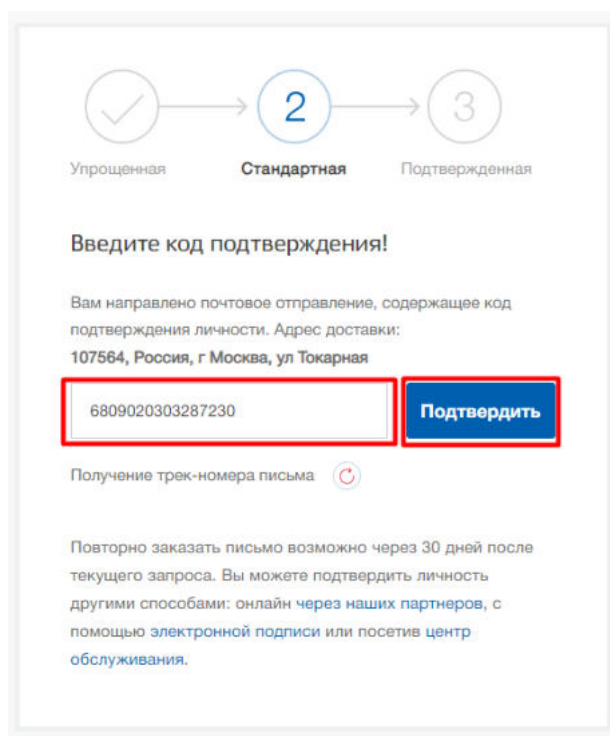 2
3
Упрощенная
Стандартная
Подтвержденная
Введите код подтверждения!
Вам направлено почтовое отправление, содержащее код
подтверждения личности. Адрес доставки:
107564, Россия, г Москва, ул Токарная
6809020303287230
Подтвердить
Получение трек-номера письма
Повторно заказать письмо возможно через 30 дней после
текущего запроса. Вы можете подтвердить личность
другими способами: онлайн через наших партнеров, с
помощью электронной подписи или посетив центр
обслуживания.